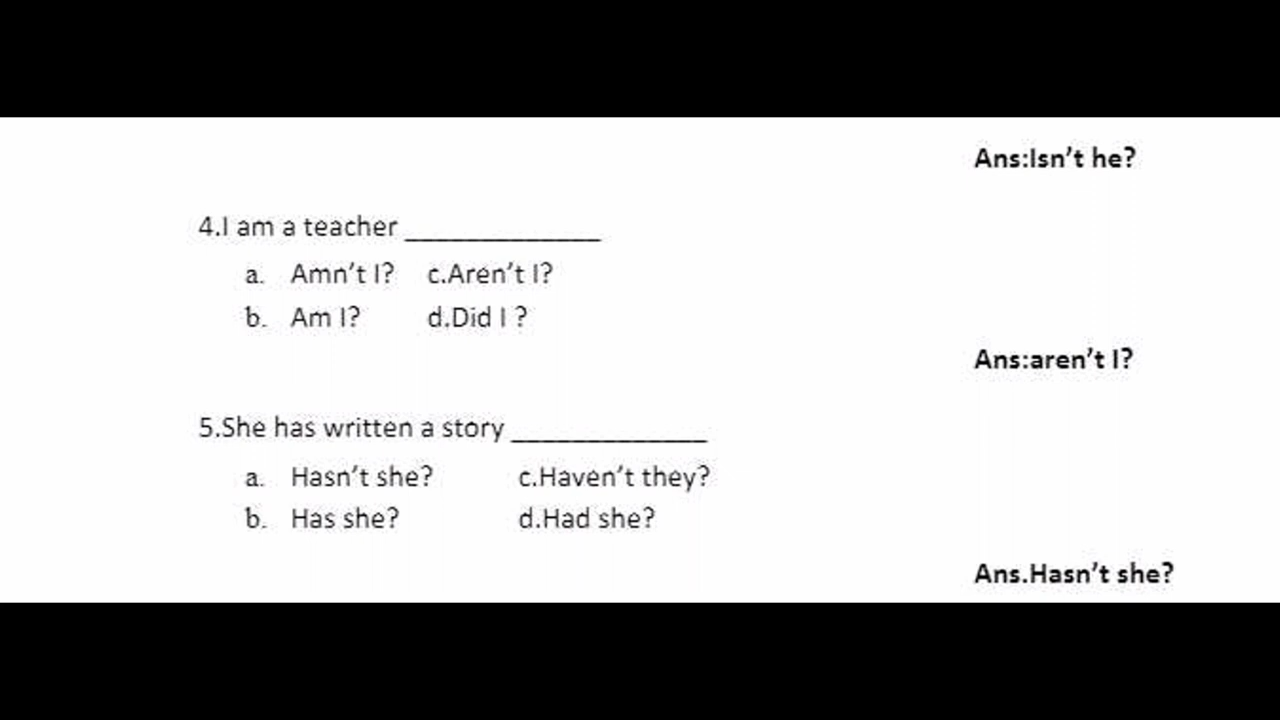 Ans:Isn’t he?
4.I am a teacher _____________
a. Amn’t I? c.Aren’t I?
b. Am I? d.Did I ?
Ans:aren’t I?
5.She has written a story _____________
a. Hasn’t she? c.Haven’t they?
b. Has she? d.Had she?
Ans.Hasn’t she?